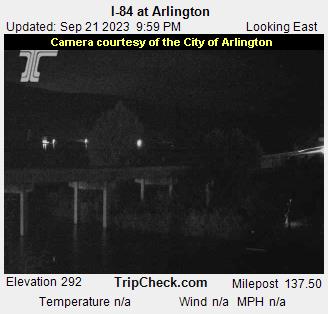 I-84 at Arlington
Updated: Sep 21 2023 9:59 PM Looking East
Camera courtesy of the City of Arlington
Elevation 292 TripCheck.com Milepost 137.50
Temperature n/a Wind n/a MPH n/a